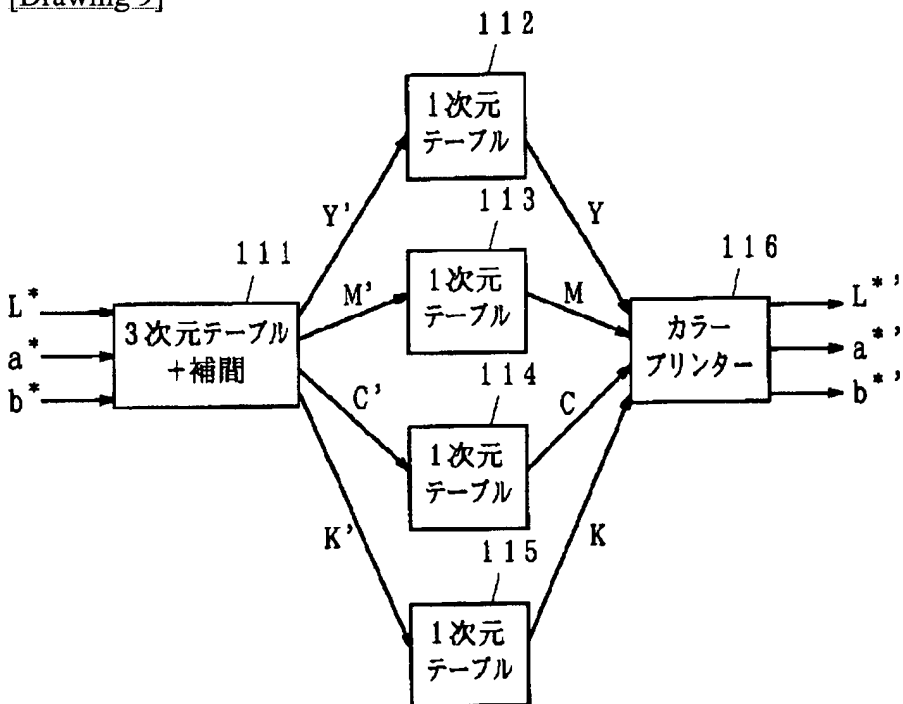 [Drawing 9]
112
1次元
テーブル
Y'
Y
113
111
116
L*
M'
1次元
テーブル
M
L*'
3次元テーブル
+補間
カラー
プリンター
a*
a*'
b*
b*'
114
C'
C
1次元
テーブル
K'
K
115
1次元
テーブル